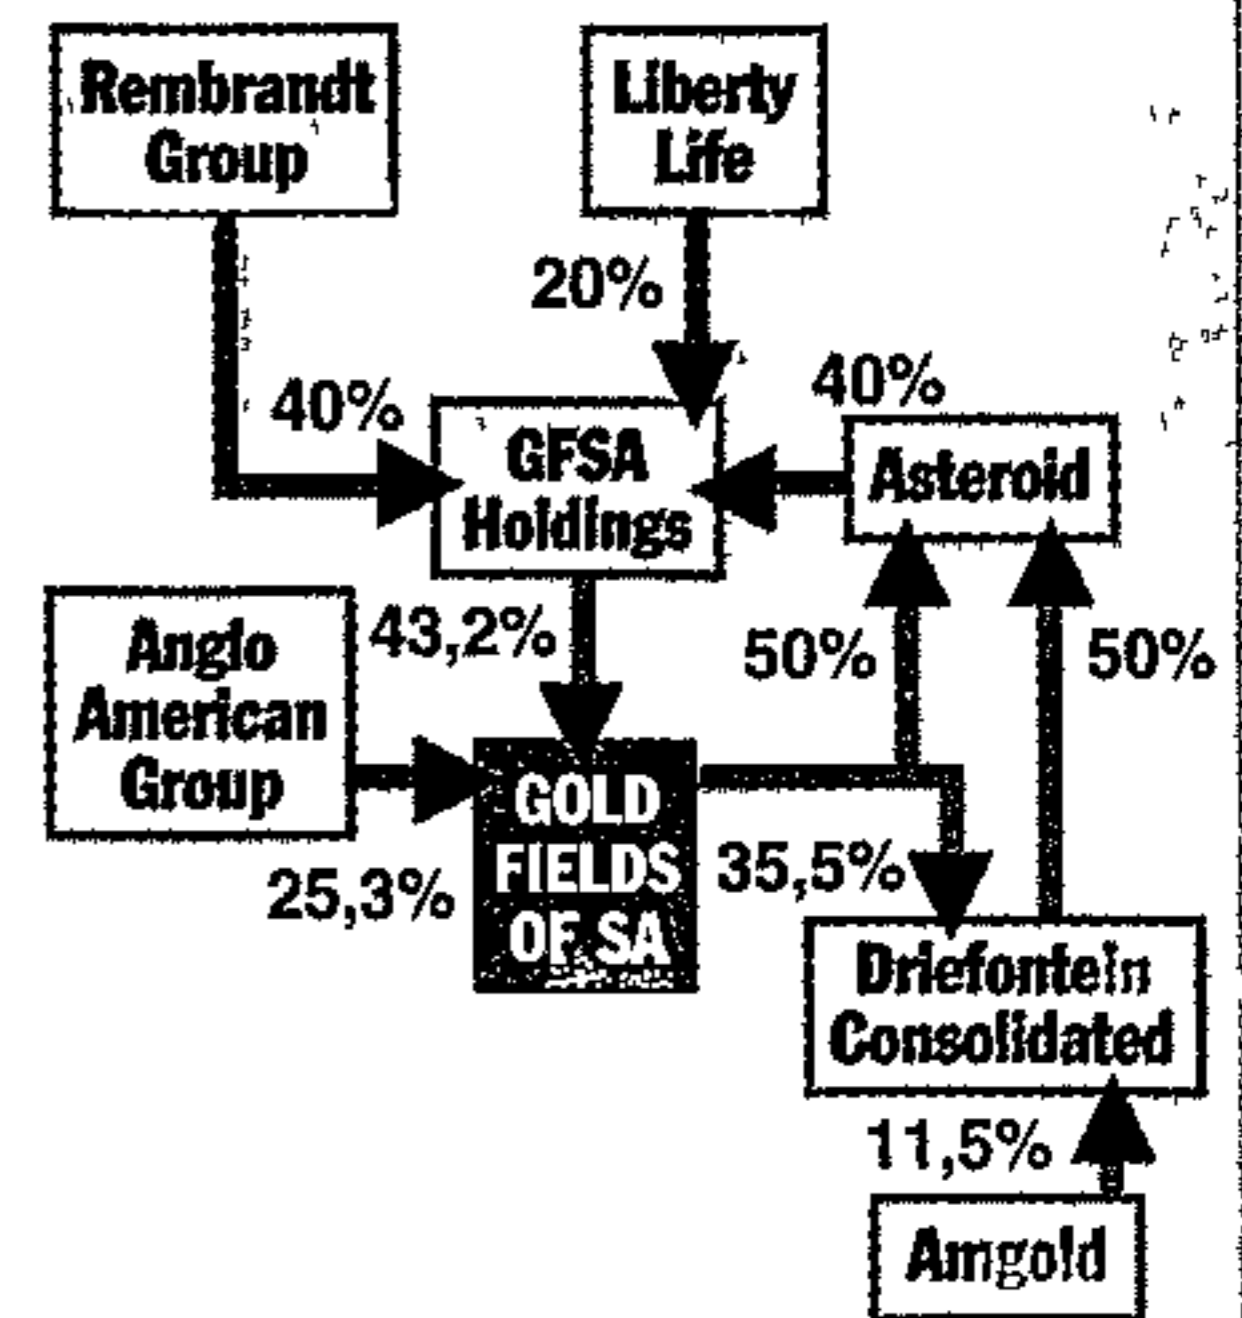 Rembrandt
Group
Liberty
Life
20%
40%
40%
GFSA
Holdings
Asteroid
43,2%
Anglo
American
Group
50%
50%
GOLD
FIELDS
OF SA
25,3%
35,5%
Driefontein
Consolidated
11,5%
Amgold